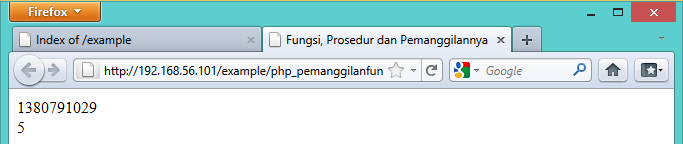 Firefox
Index of /example
Fungsi, Prosedur dan Pemanggilannya
http://192.168.56.101/example/php_pemanggilanfun
Google
1380791029
5